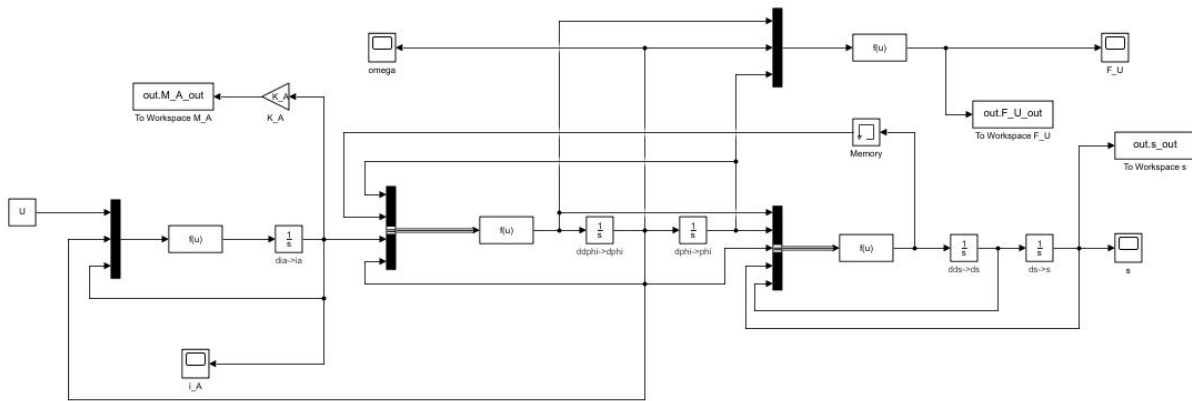 omega
f(u)
F_U
out.M_A_out
To Workspace M_A
K_A
K_A
out.F_U_out
To Workspace F_U
Memory
out.s_out
To Workspace s
U
f(u)
1
s
dia->ia
f(u)
1
s
ddphi->dphi
1
s
dphi->phi
f(u)
1
s
dds->ds
1
s
ds->s
s
i_A